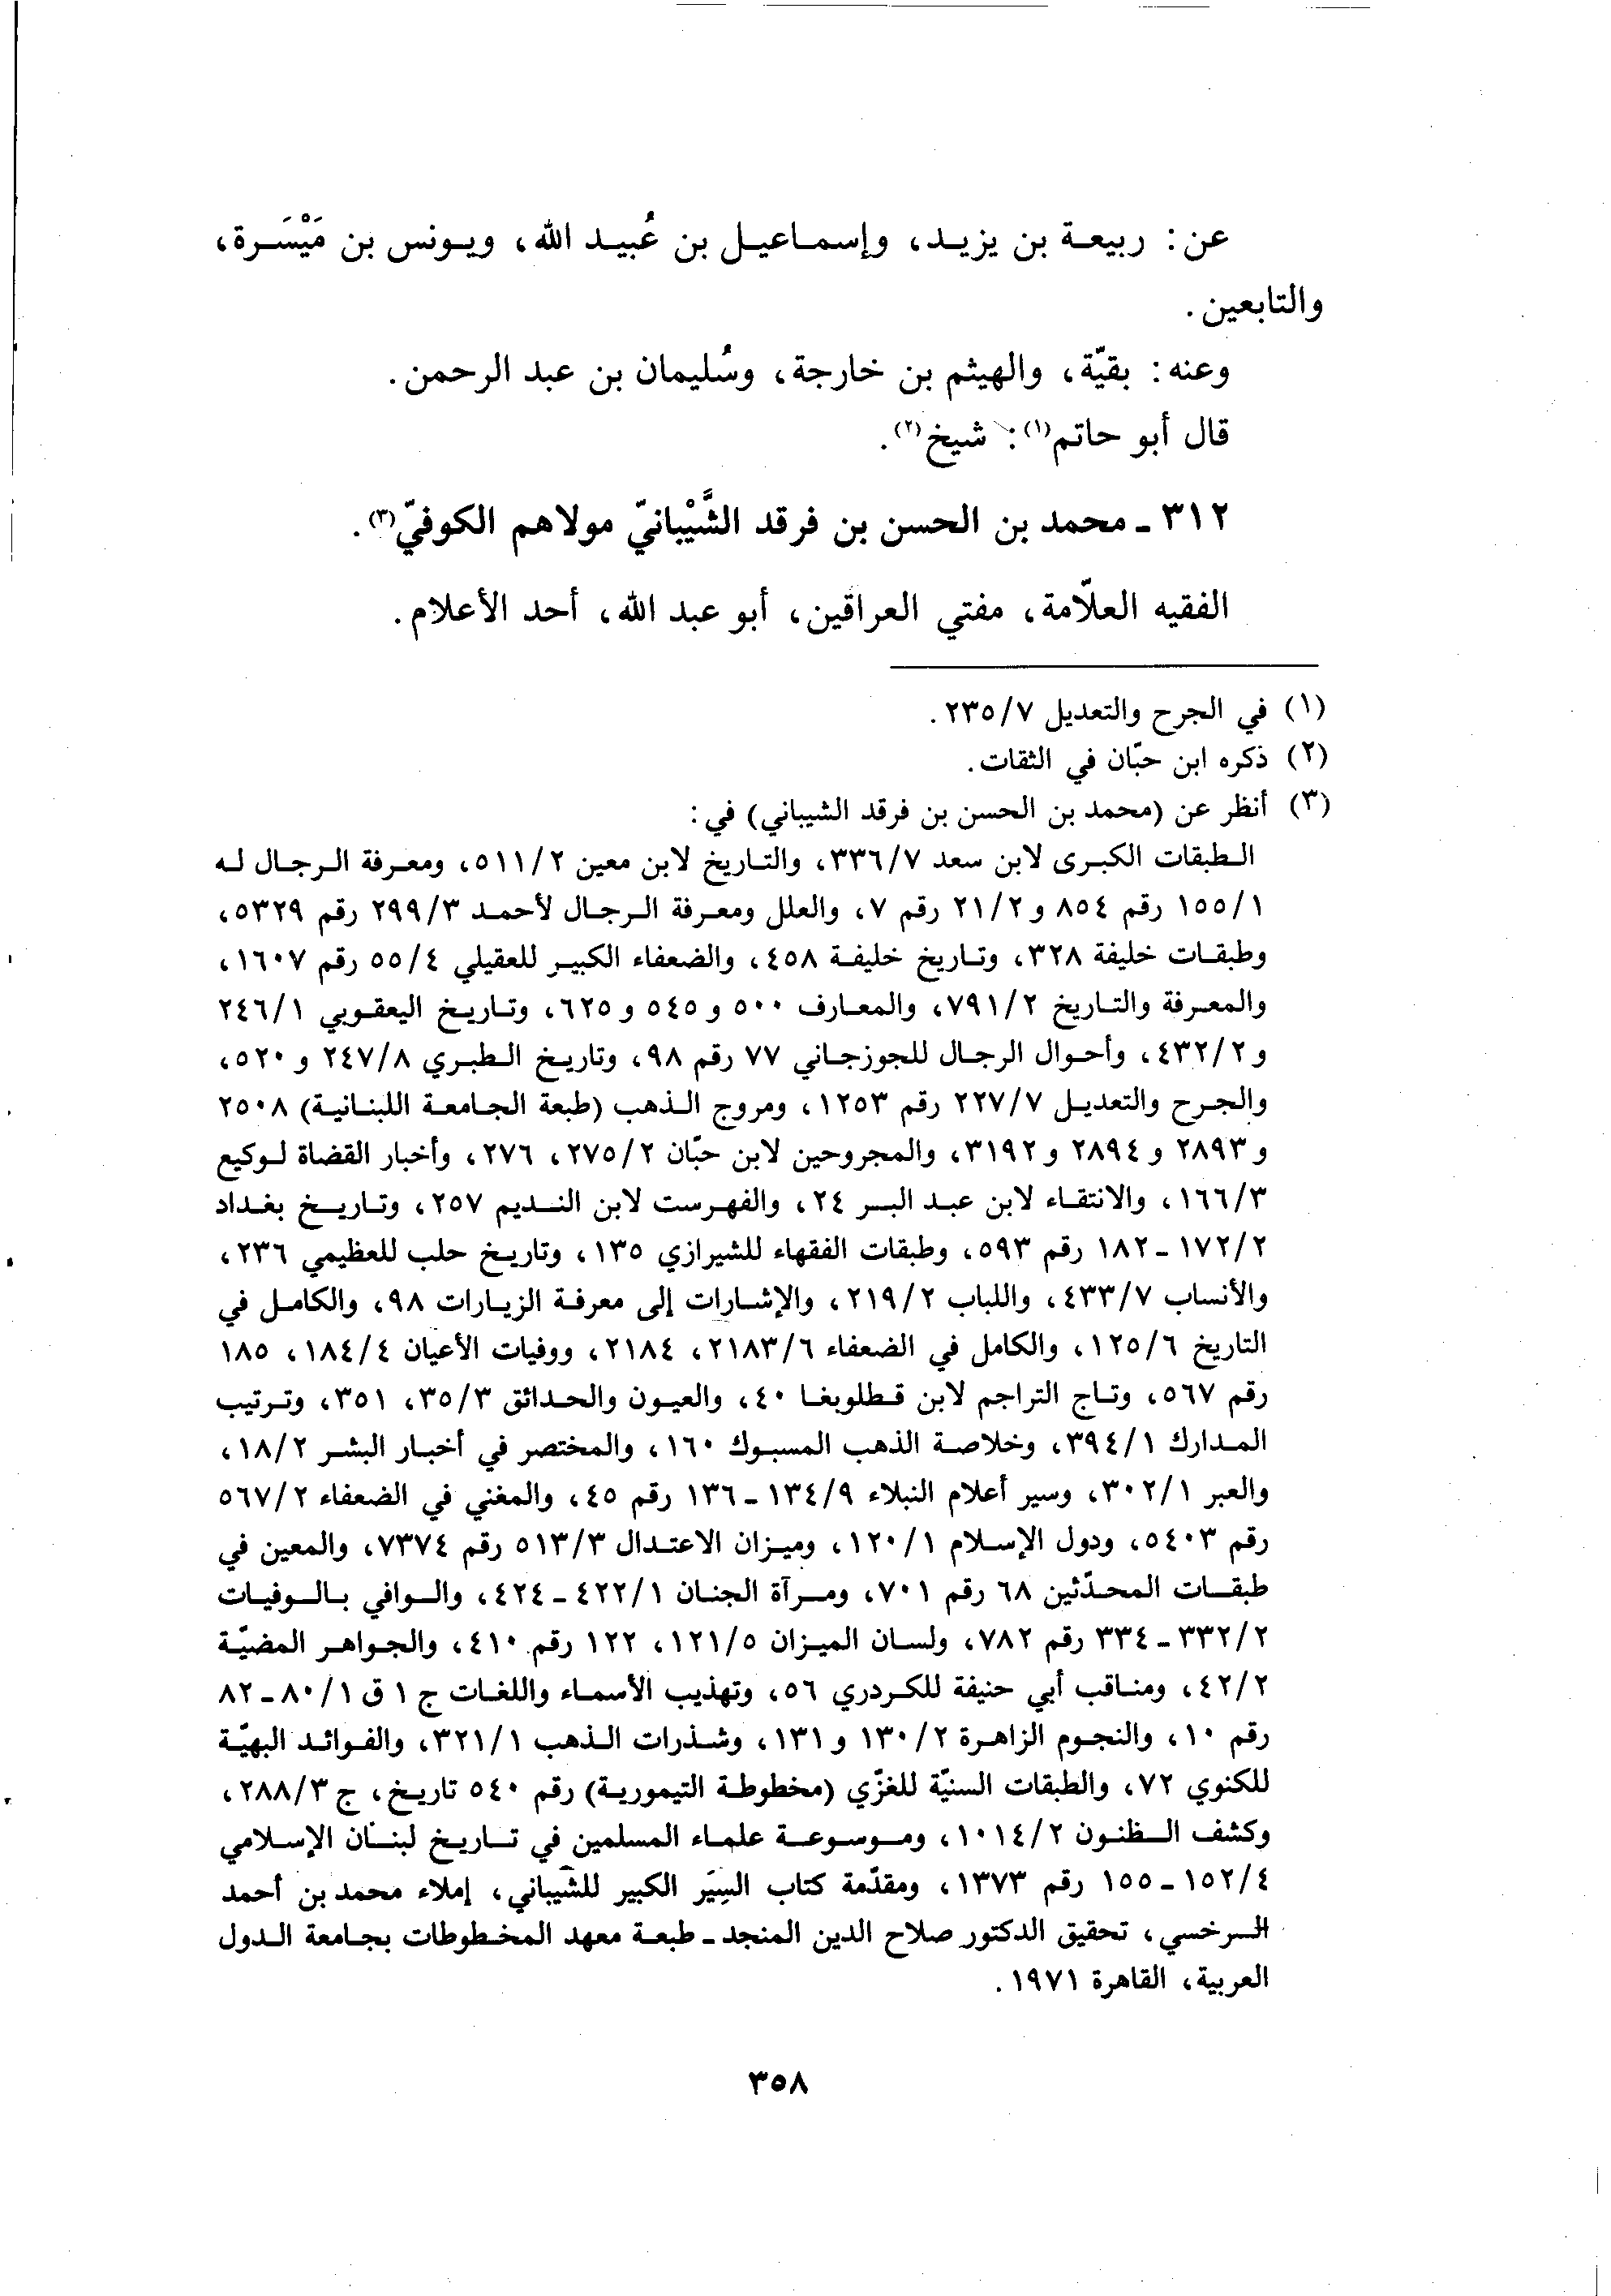 عن: ربيعة بن يزيد، وإسماعيل بن عُبيد الله، ويونس بن مَيْسَرة،
والتابعين.
وعنه: بقيّة، والهيثم بن خارجة، وسُليمان بن عبد الرحمن.
قال أبو حاتم(١): شيخ(٢).
٣١٢ ـ محمد بن الحسن بن فرقد الشَّيْبانيّ مولاهم الكوفيّ(٣).
الفقيه العلّامة، مفتي العراقين، أبو عبد الله، أحد الأعلام.
(١) في الجرح والتعديل ٢٣٥/٧.
(٢) ذكره ابن حبّان في الثقات.
(٣) أنظر عن (محمد بن الحسن بن فرقد الشيباني) في:
الطبقات الكبرى لابن سعد ٣٣٦/٧، والتاريخ لابن معين ٥١١/٢، ومعرفة الرجال له
١٥٥/١ رقم ٨٥٤ و٢١/٢ رقم ٧، والعلل ومعرفة الرجال لأحمد ٢٩٩/٣ رقم ٥٣٢٩،
وطبقات خليفة ٣٢٨، وتاريخ خليفة ٤٥٨، والضعفاء الكبير للعقيلي ٥٥/٤ رقم ١٦٠٧،
والمعرفة والتاريخ ٧٩١/٢، والمعارف ٥٠٠ و٥٤٥ و٦٢٥، وتاريخ اليعقوبي ٢٤٦/١
و٤٣٢/٢، وأحوال الرجال للجوزجاني ٧٧ رقم ٩٨، وتاريخ الطبري ٢٤٧/٨ و٥٢٠،
والجرح والتعديل ٢٢٧/٧ رقم ١٢٥٣، ومروج الذهب (طبعة الجامعة اللبنانية) ٢٥٠٨
و٢٨٩٣ و٢٨٩٤ و٣١٩٢، والمجروحين لابن حبّان ٢٧٥/٢، ٢٧٦، وأخبار القضاة لوكيع
١٦٦/٣، والانتقاء لابن عبد البر ٢٤، والفهرست لابن النديم ٢٥٧، وتاريخ بغداد
١٧٢/٢ـ ١٨٢ رقم ٥٩٣، وطبقات الفقهاء للشيرازي ١٣٥، وتاريخ حلب للعظيمي ٢٣٦،
والأنساب ٤٣٣/٧، واللباب ٢١٩/٢، والإشارات إلى معرفة الزيارات ٩٨، والكامل في
التاريخ ١٢٥/٦، والكامل في الضعفاء ٢١٨٣/٦، ٢١٨٤، ووفيات الأعيان ١٨٤/٤، ١٨٥
رقم ٥٦٧، وتاج التراجم لابن قطلوبغا ٤٠، والعيون والحدائق ٣٥/٣، ٣٥١، وترتيب
المدارك ٣٩٤/١، وخلاصة الذهب المسبوك ١٦٠، والمختصر في أخبار البشر ١٨/٢،
والعبر ٣٠٢/١، وسير أعلام النبلاء ١٣٤/٩ـ ١٣٦ رقم ٤٥، والمغني في الضعفاء ٥٦٧/٢
رقم ٥٤٠٣، ودول الإسلام ١٢٠/١، وميزان الاعتدال ٥١٣/٣ رقم ٧٣٧٤، والمعين في
طبقات المحدّثين ٦٨ رقم ٧٠١، ومرآة الجنان ٤٢٢/١ـ ٤٢٤، والوافي بالوفيات
٣٣٢/٢ـ ٣٣٤ رقم ٧٨٢، ولسان الميزان ١٢١/٥، ١٢٢ رقم ٤١٠، والجواهر المضيّة
٤٢/٢، ومناقب أبي حنيفة للكردري ٥٦، وتهذيب الأسماء واللغات ج ١ ق ٨٠/١ـ ٨٢
رقم ١٠، والنجوم الزاهرة ١٣٠/٢ و١٣١، وشذرات الذهب ٣٢١/١، والفوائد البهيّة
للكنوي ٧٢، والطبقات السنيّة للغزّي (مخطوطة التيمورية) رقم ٥٤٠ تاريخ، ج ٢٨٨/٣،
وكشف الظنون ١٠١٤/٢، وموسوعة علماء المسلمين في تاريخ لبنان الإسلامي
١٥٢/٤ـ ١٥٥ رقم ١٣٧٣، ومقدّمة كتاب السِيَر الكبير للشّيباني، إملاء محمد بن أحمد
السرخسي، تحقيق الدكتور صلاح الدين المنجد ـ طبعة معهد المخطوطات بجامعة الدول
العربية، القاهرة ١٩٧١.
٣٥٨